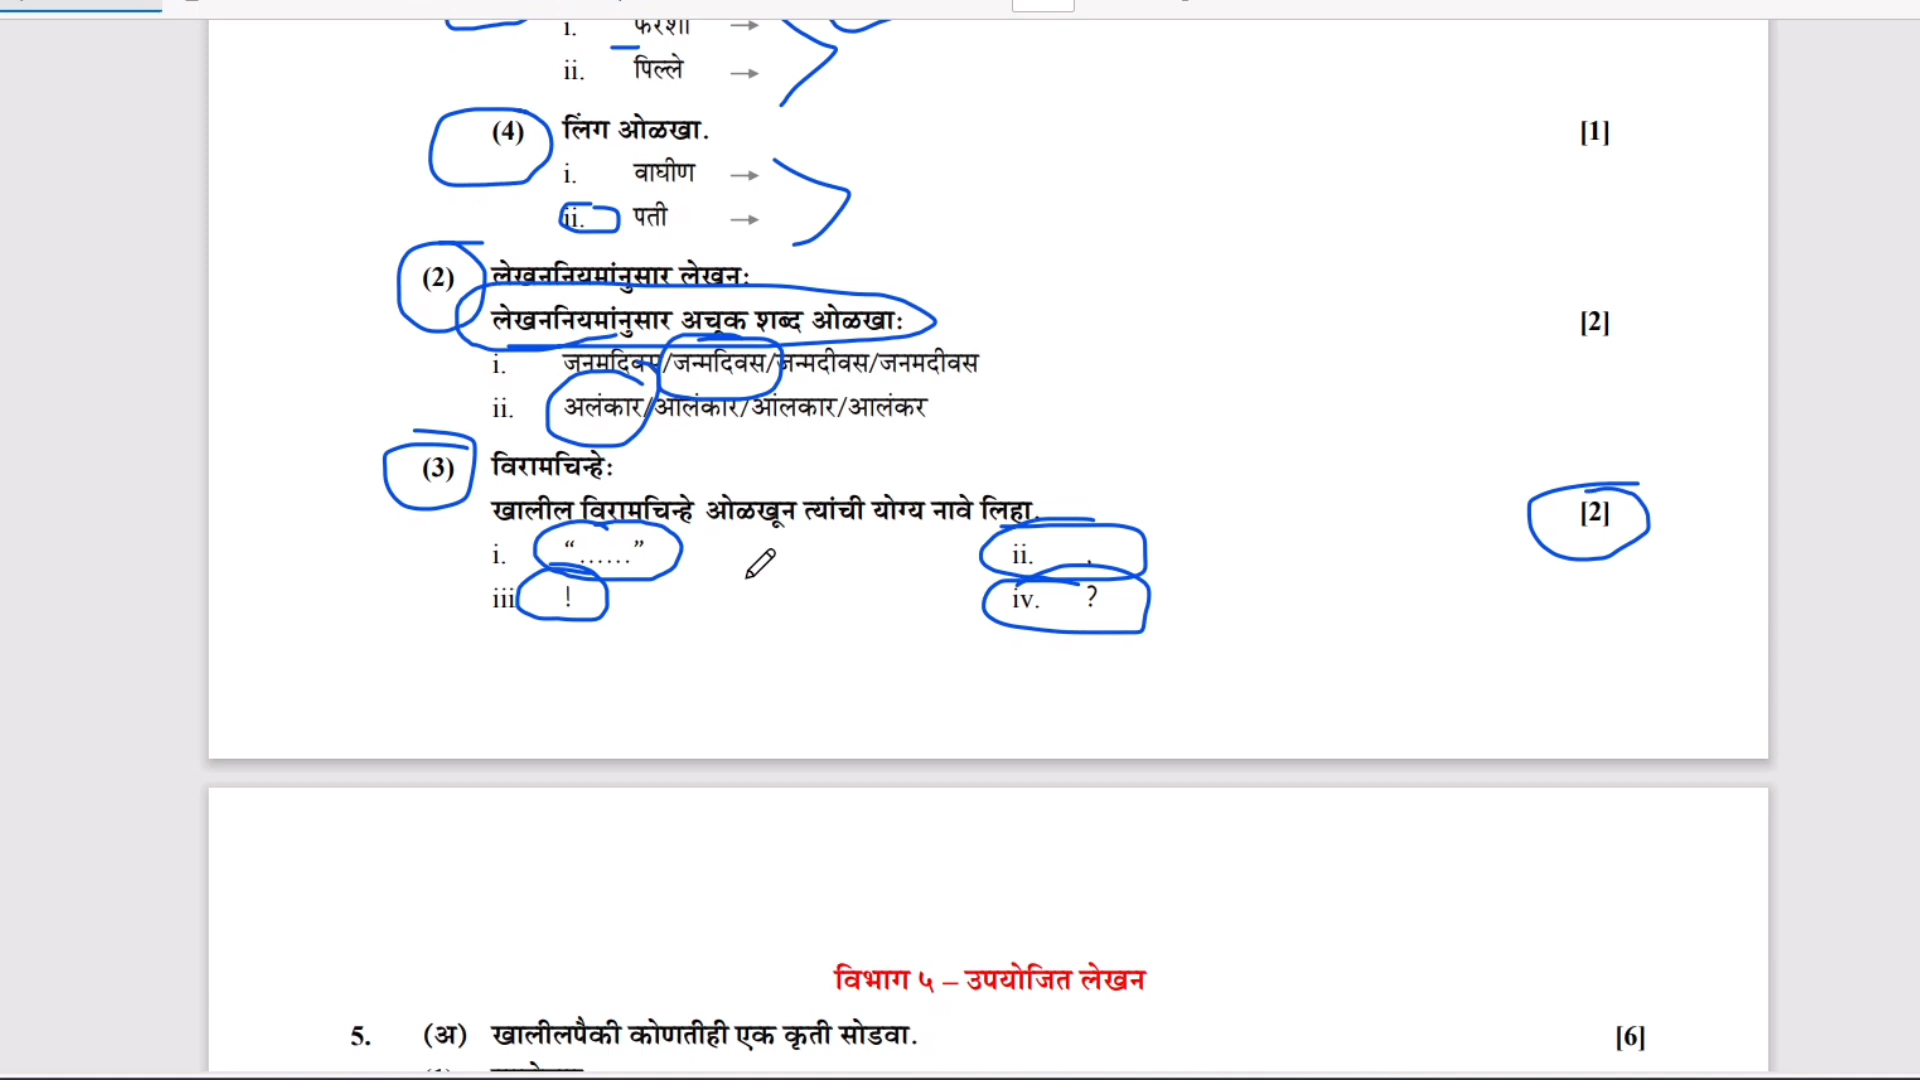 i. फरशी →
ii. पिल्ले →
(4) लिंग ओळखा. [1]
i. वाघीण →
ii. पती →
(2) लेखननियमांनुसार लेखन:
लेखननियमांनुसार अचूक शब्द ओळखा: [2]
i. जनमदिवस/जन्मदिवस/जन्मदीवस/जनमदीवस
ii. अलंकार/आलंकार/आंलकार/आलंकर
(3) विरामचिन्हे:
खालील विरामचिन्हे ओळखून त्यांची योग्य नावे लिहा. [2]
i. “......” ii. ,
iii ! iv. ?
विभाग ५ – उपयोजित लेखन
5. (अ) खालीलपैकी कोणतीही एक कृती सोडवा. [6]